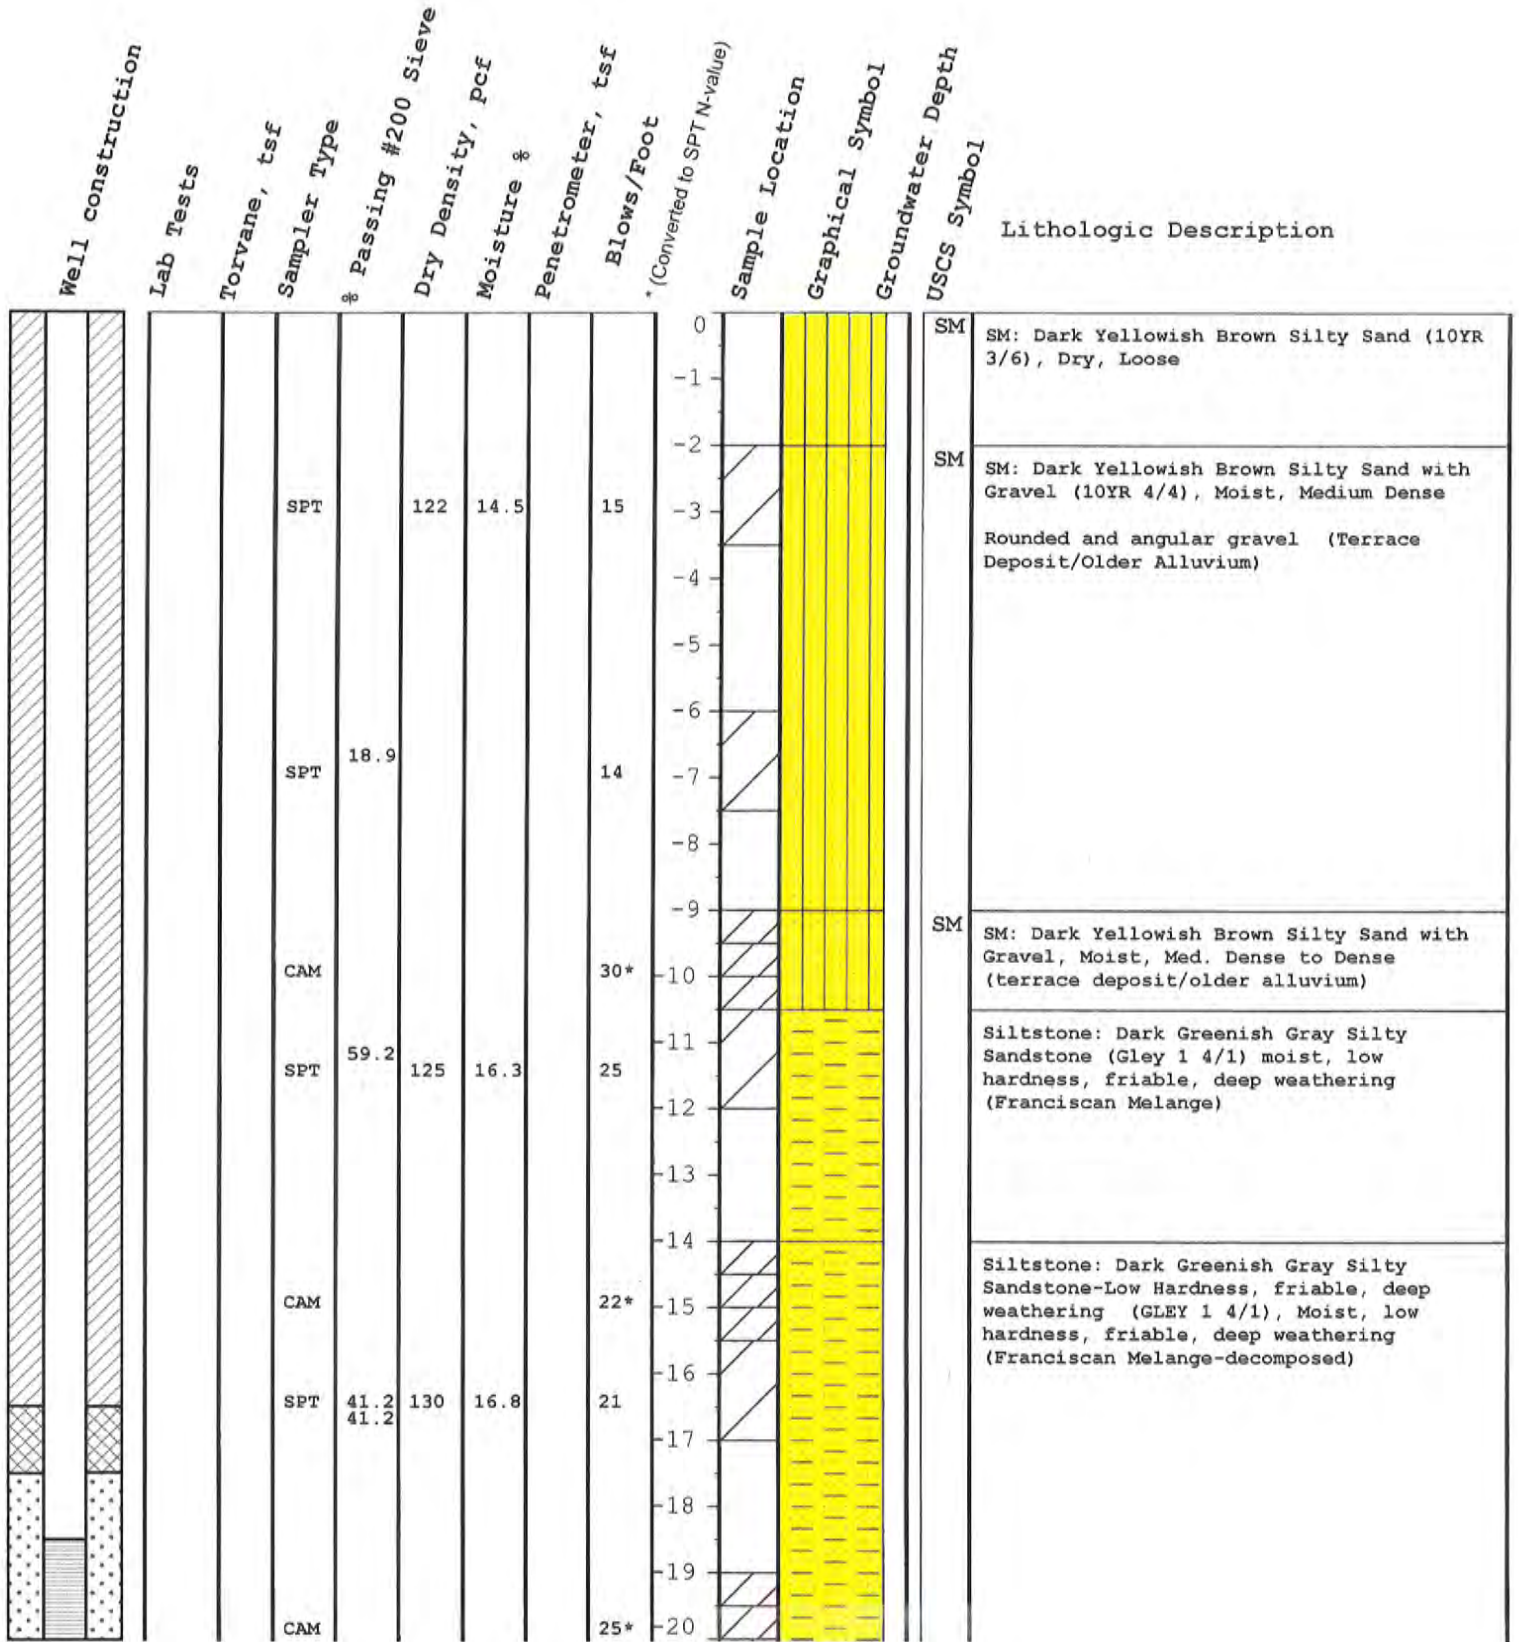 Well construction
Lab Tests
Torvane, tsf
Sampler Type
% Passing #200 Sieve
Dry Density, pcf
Moisture %
Penetrometer, tsf
Blows/Foot
* (Converted to SPT N-value)
Sample Location
Graphical Symbol
Groundwater Depth
USCS Symbol
Lithologic Description
0
SM
SM: Dark Yellowish Brown Silty Sand (10YR
3/6), Dry, Loose
-1
-2
SM
SM: Dark Yellowish Brown Silty Sand with
Gravel (10YR 4/4), Moist, Medium Dense
SPT 122 14.5 15
-3
Rounded and angular gravel (Terrace
Deposit/Older Alluvium)
-4
-5
-6
18.9
SPT 14
-7
-8
-9
SM
SM: Dark Yellowish Brown Silty Sand with
Gravel, Moist, Med. Dense to Dense
(terrace deposit/older alluvium)
CAM 30*
-10
Siltstone: Dark Greenish Gray Silty
Sandstone (Gley 1 4/1) moist, low
hardness, friable, deep weathering
(Franciscan Melange)
-11
59.2
SPT 125 16.3 25
-12
-13
-14
Siltstone: Dark Greenish Gray Silty
Sandstone-Low Hardness, friable, deep
weathering (GLEY 1 4/1), Moist, low
hardness, friable, deep weathering
(Franciscan Melange-decomposed)
CAM 22*
-15
-16
SPT 41.2 130 16.8 21
41.2
-17
-18
-19
CAM 25*
-20